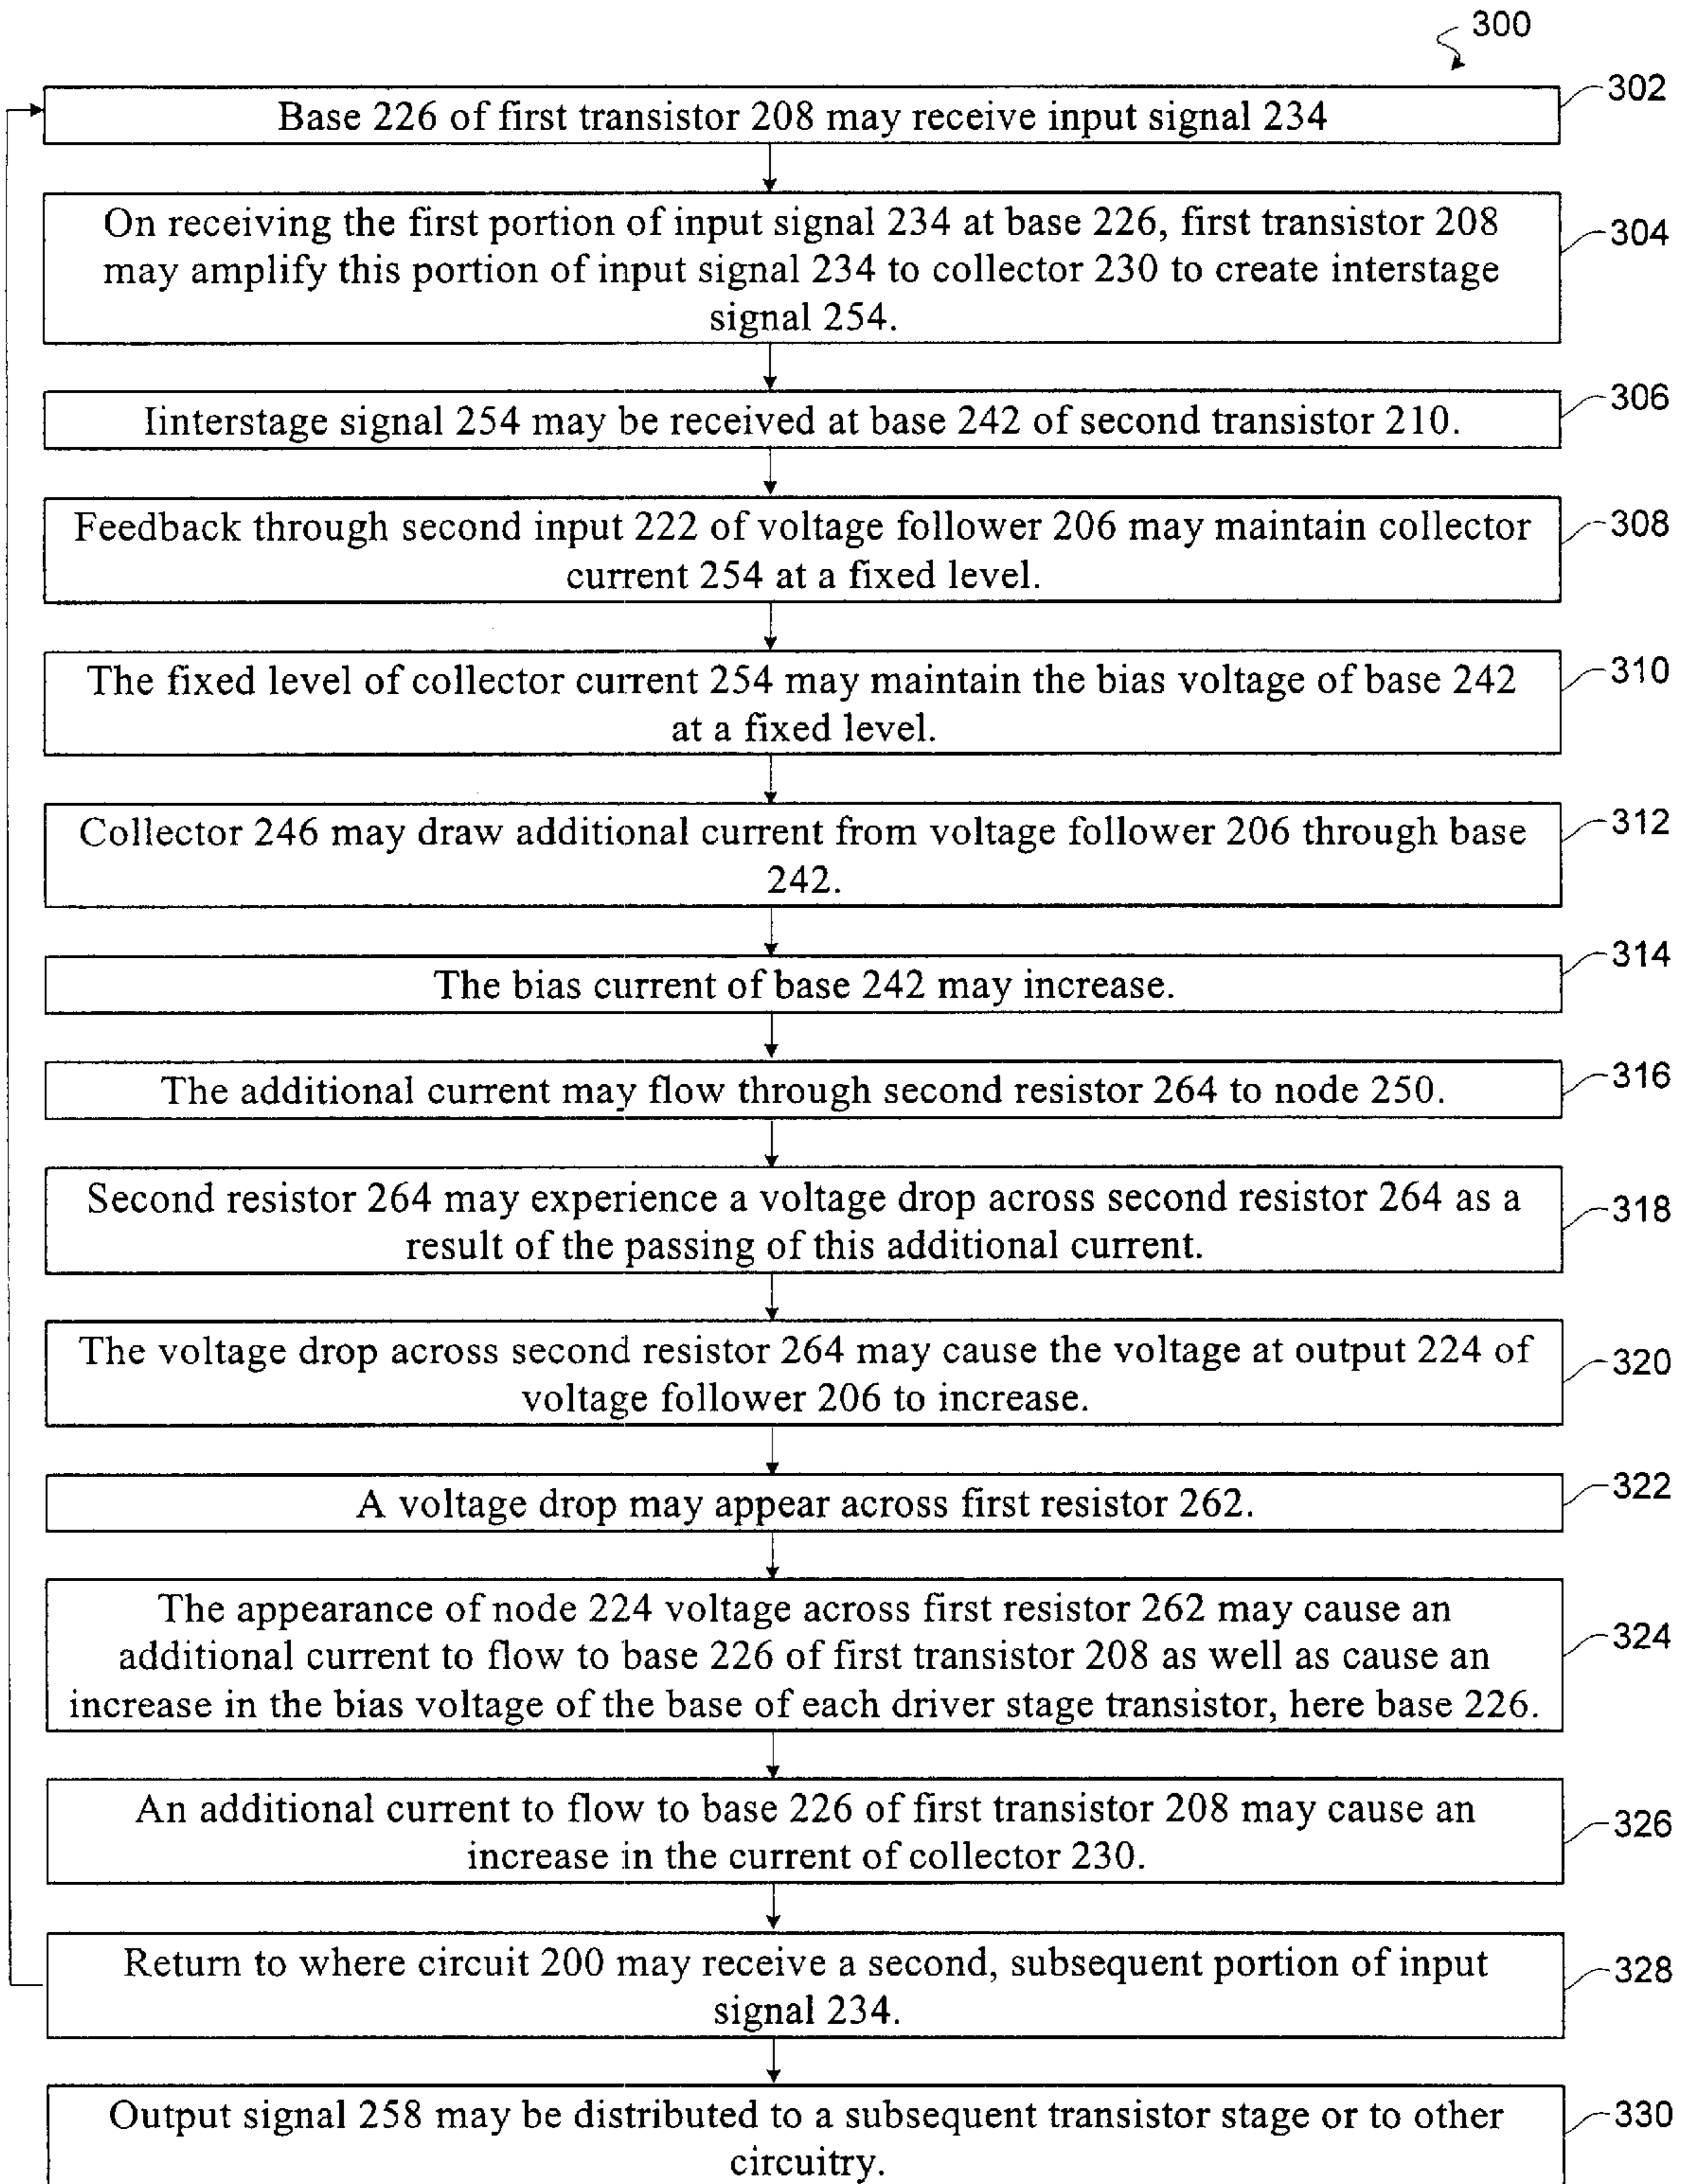 300
302
Base 226 of first transistor 208 may receive input signal 234
304
On receiving the first portion of input signal 234 at base 226, first transistor 208
may amplify this portion of input signal 234 to collector 230 to create interstage
signal 254.
306
Iinterstage signal 254 may be received at base 242 of second transistor 210.
308
Feedback through second input 222 of voltage follower 206 may maintain collector
current 254 at a fixed level.
310
The fixed level of collector current 254 may maintain the bias voltage of base 242
at a fixed level.
312
Collector 246 may draw additional current from voltage follower 206 through base
242.
314
The bias current of base 242 may increase.
316
The additional current may flow through second resistor 264 to node 250.
318
Second resistor 264 may experience a voltage drop across second resistor 264 as a
result of the passing of this additional current.
320
The voltage drop across second resistor 264 may cause the voltage at output 224 of
voltage follower 206 to increase.
322
A voltage drop may appear across first resistor 262.
324
The appearance of node 224 voltage across first resistor 262 may cause an
additional current to flow to base 226 of first transistor 208 as well as cause an
increase in the bias voltage of the base of each driver stage transistor, here base 226.
326
An additional current to flow to base 226 of first transistor 208 may cause an
increase in the current of collector 230.
328
Return to where circuit 200 may receive a second, subsequent portion of input
signal 234.
330
Output signal 258 may be distributed to a subsequent transistor stage or to other
circuitry.